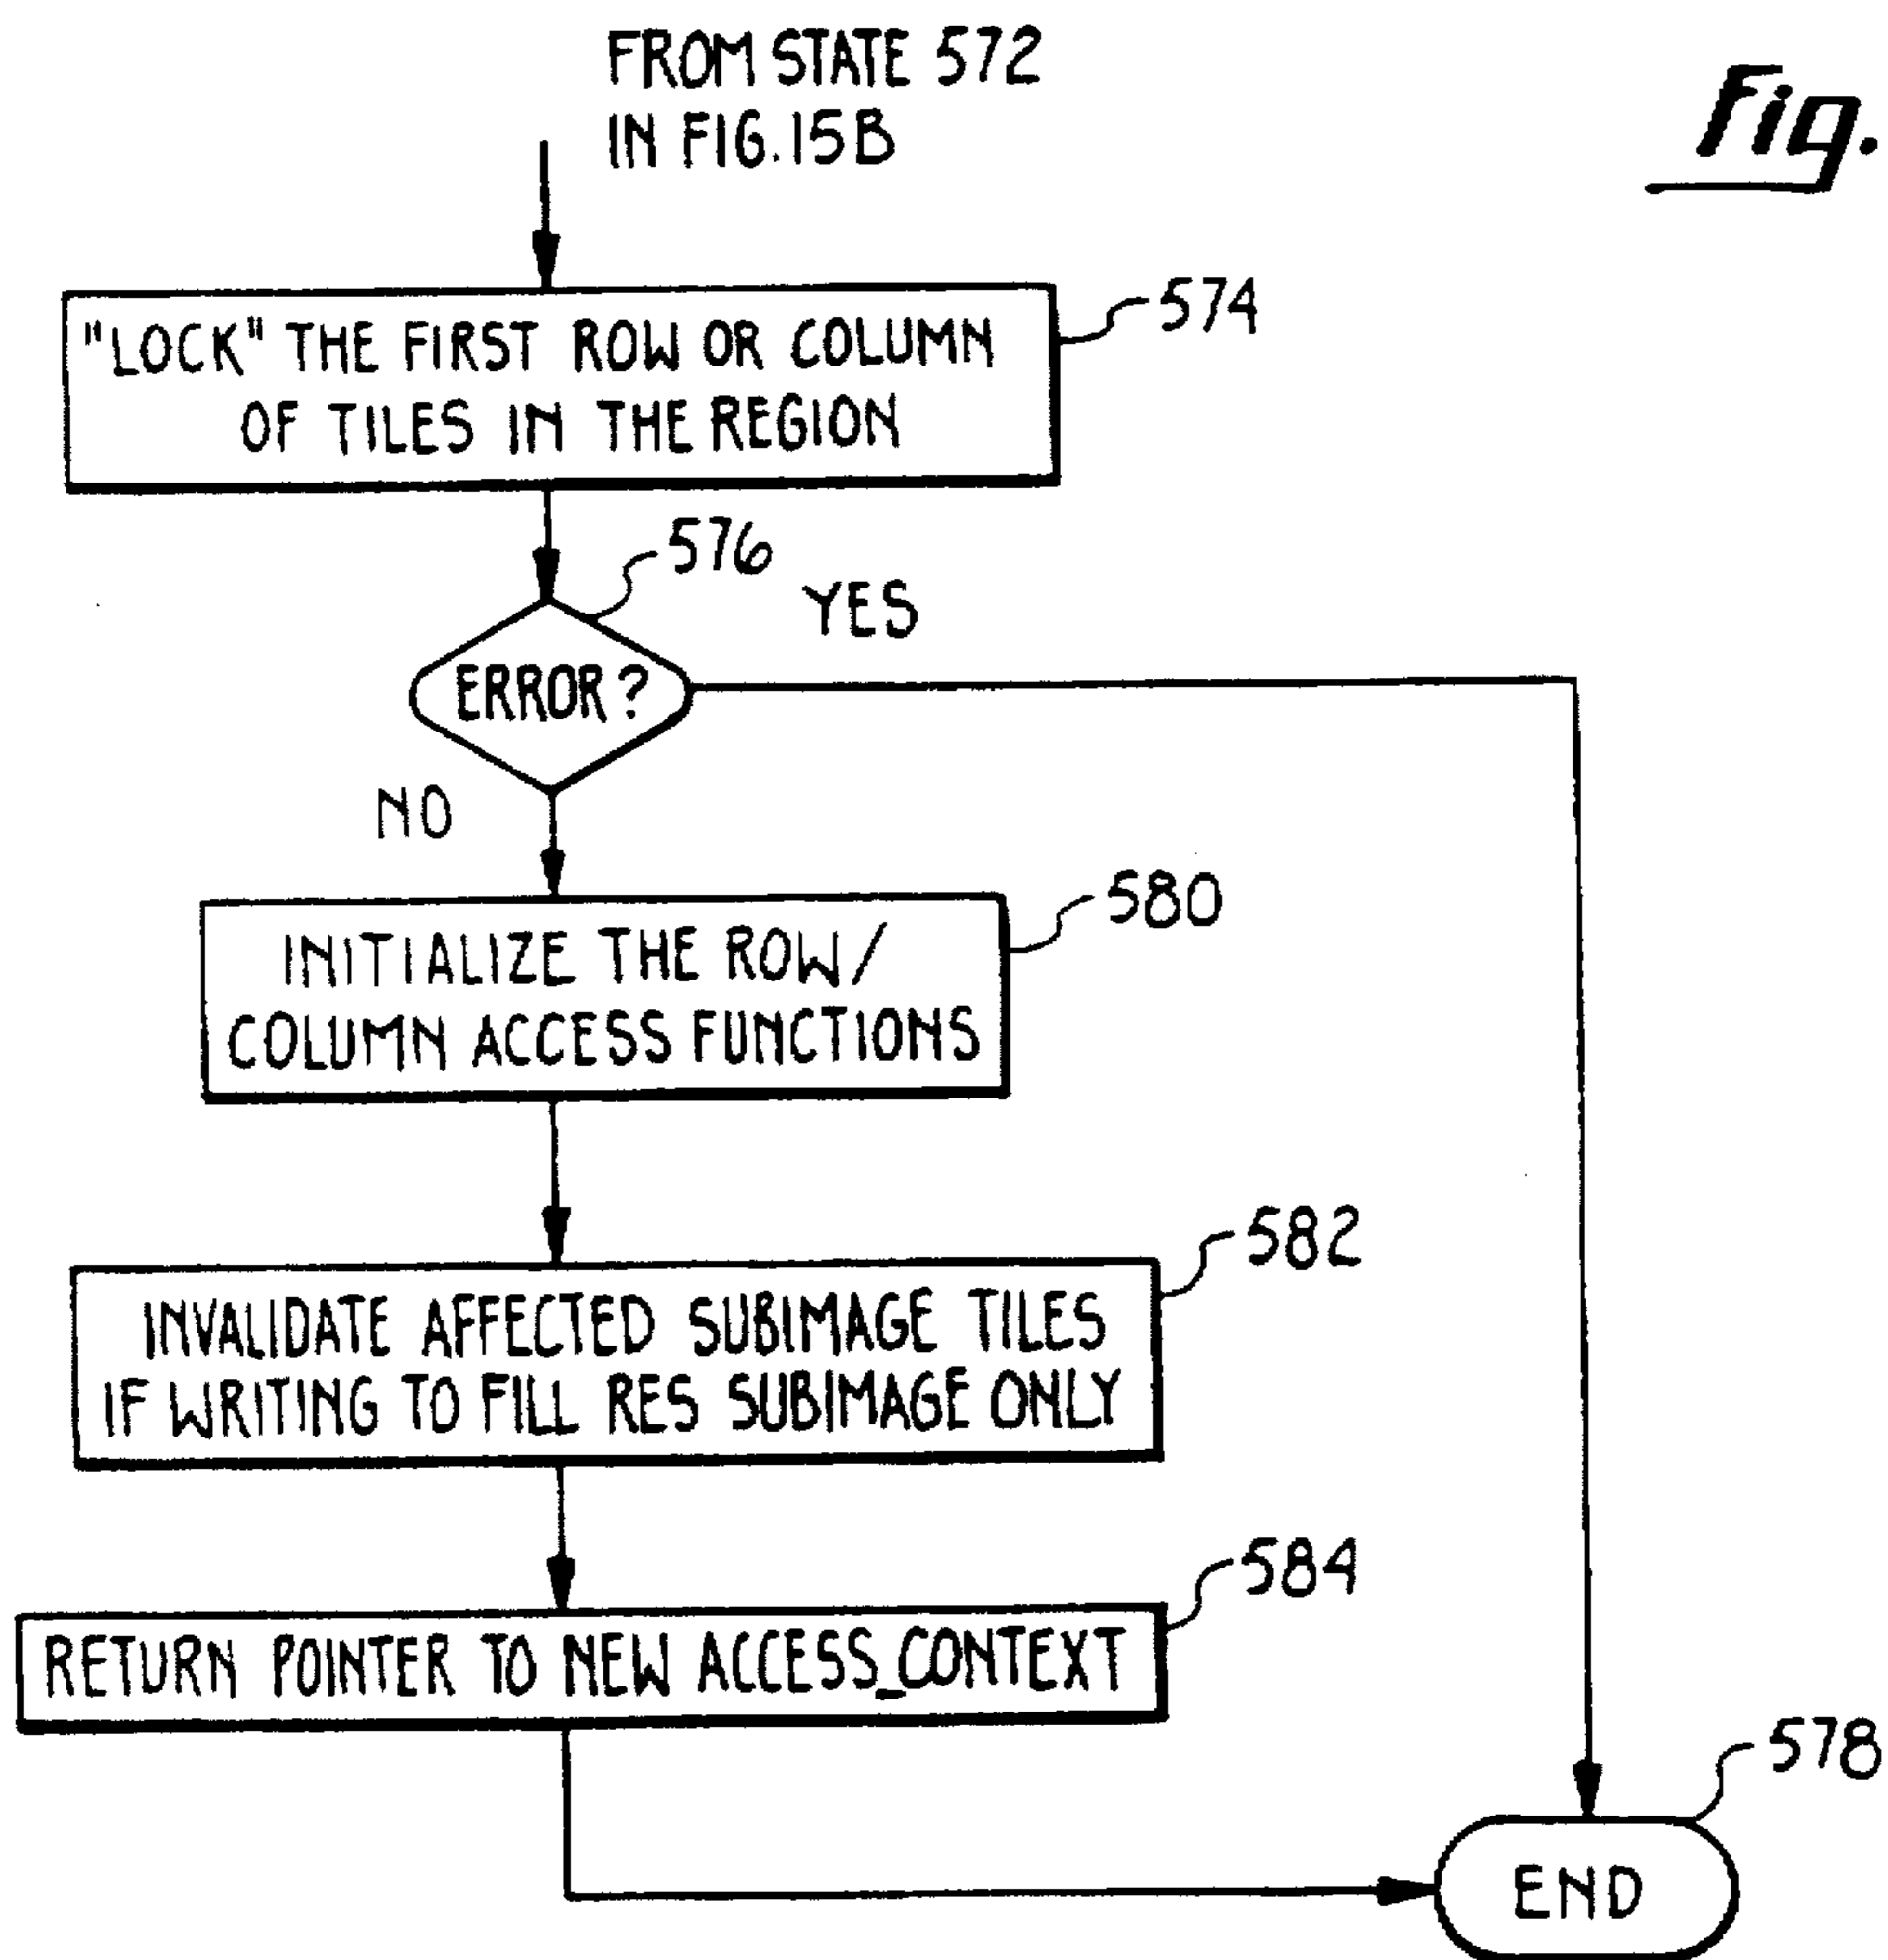 FROM STATE 572
IN FIG. 15B
Fig.
"LOCK" THE FIRST ROW OR COLUMN
OF TILES IN THE REGION
574
576
ERROR?
YES
NO
INITIALIZE THE ROW/
COLUMN ACCESS FUNCTIONS
580
INVALIDATE AFFECTED SUBIMAGE TILES
IF WRITING TO FILL RES SUBIMAGE ONLY
582
RETURN POINTER TO NEW ACCESS_CONTEXT
584
578
END